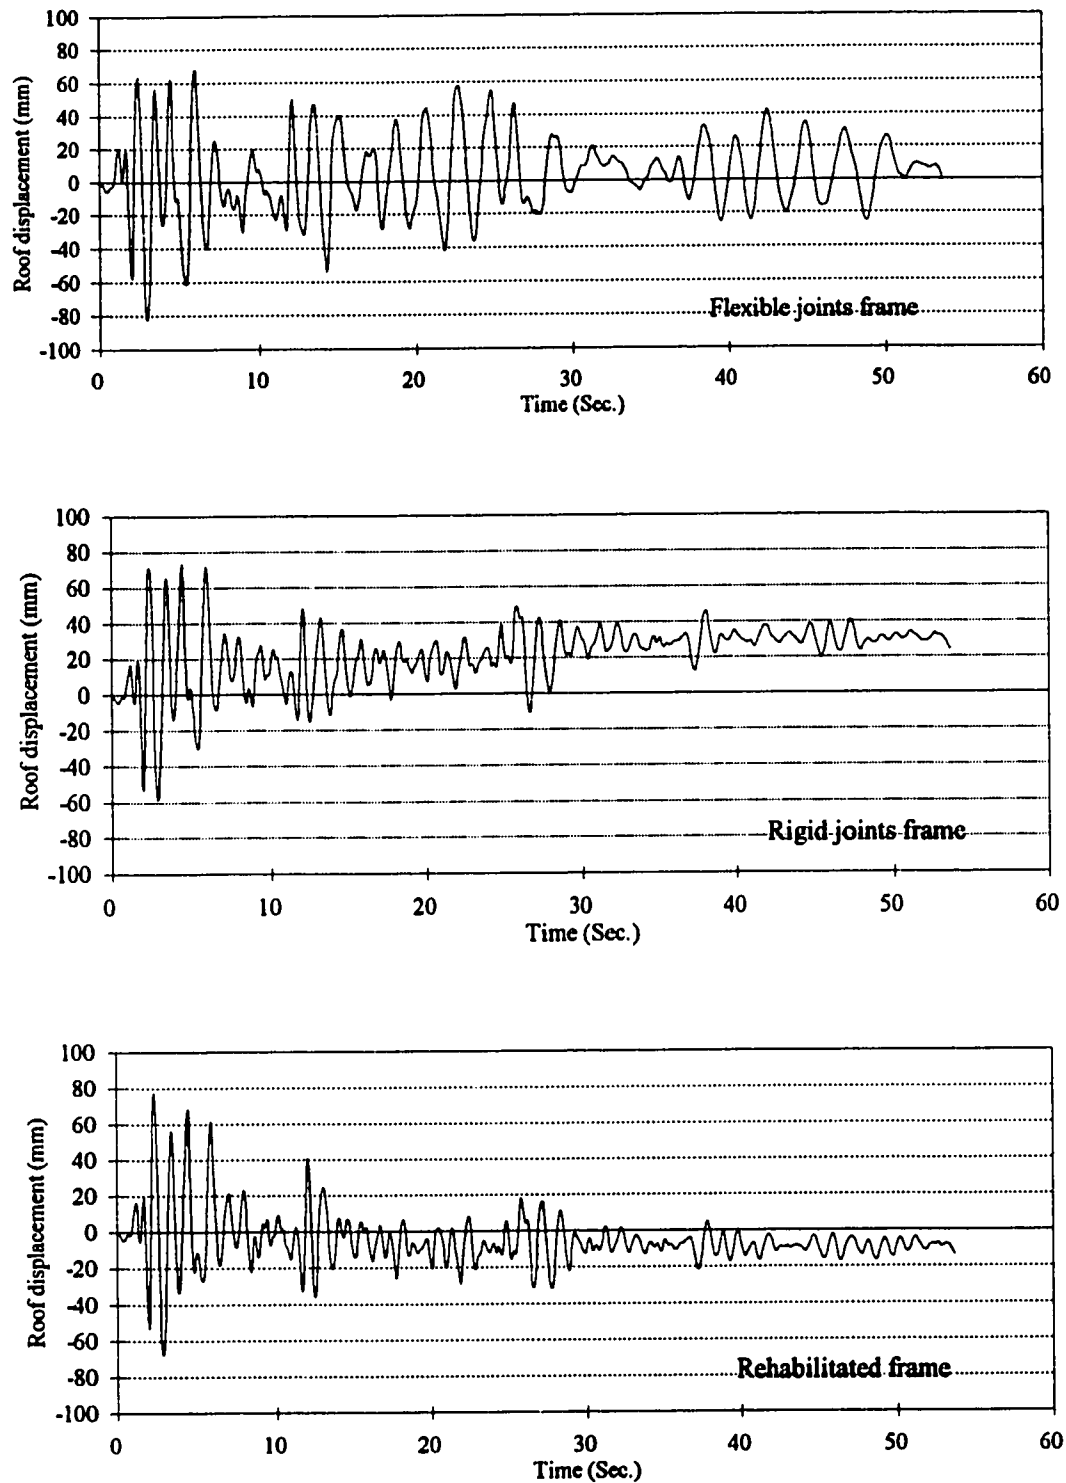 100
80
60
40
20
0
-20
-40
-60
-80
-100
Roof displacement (mm)
Flexible joints frame
0 10 20 30 40 50 60
Time (Sec.)
100
80
60
40
20
0
-20
-40
-60
-80
-100
Roof displacement (mm)
Rigid joints frame
0 10 20 30 40 50 60
Time (Sec.)
100
80
60
40
20
0
-20
-40
-60
-80
-100
Roof displacement (mm)
Rehabilitated frame
0 10 20 30 40 50 60
Time (Sec.)